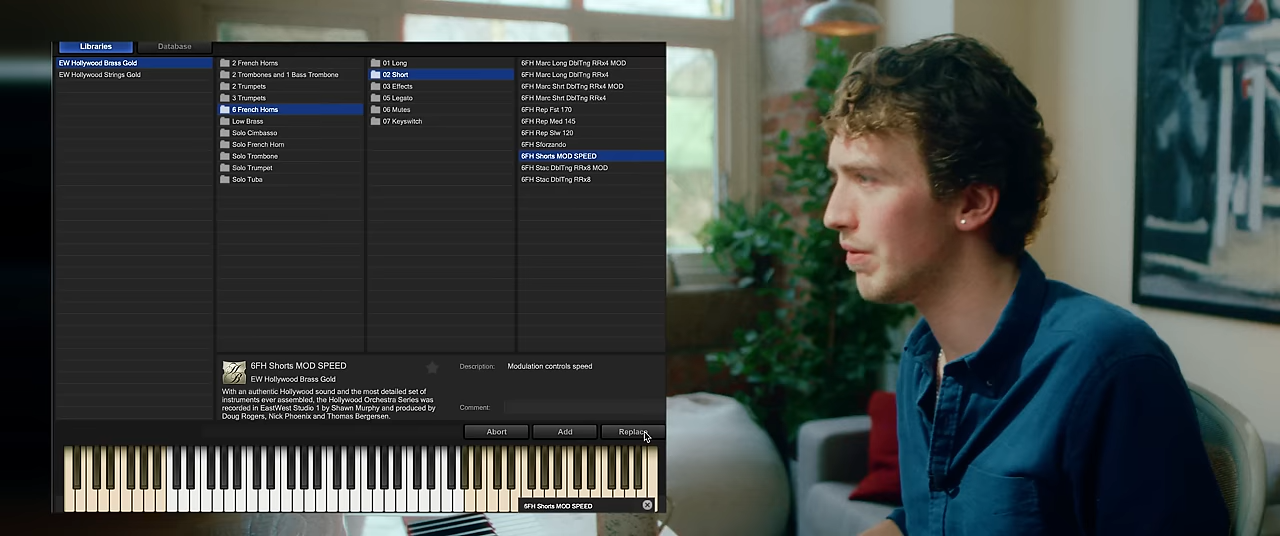 Libraries
Database
EW Hollywood Brass Gold
EW Hollywood Strings Gold
2 French Horns
2 Trombones and 1 Bass Trombone
2 Trumpets
3 Trumpets
6 French Horns
Low Brass
Solo Cimbasso
Solo French Horn
Solo Trombone
Solo Trumpet
Solo Tuba
01 Long
02 Short
03 Effects
05 Legato
06 Mutes
07 Keyswitch
6FH Marc Long DblTng RRx4 MOD
6FH Marc Long DblTng RRx4
6FH Marc Shrt DblTng RRx4 MOD
6FH Marc Shrt DblTng RRx4
6FH Rep Fst 170
6FH Rep Med 145
6FH Rep Slw 120
6FH Sforzando
6FH Shorts MOD SPEED
6FH Stac DblTng RRx8 MOD
6FH Stac DblTng RRx8
6FH Shorts MOD SPEED
EW Hollywood Brass Gold
With an authentic Hollywood sound and the most detailed set of
instruments ever assembled, the Hollywood Orchestra Series was
recorded in EastWest Studio 1 by Shawn Murphy and produced by
Doug Rogers, Nick Phoenix and Thomas Bergersen.
Description: Modulation controls speed
Comment:
Abort
Add
Replace
6FH Shorts MOD SPEED